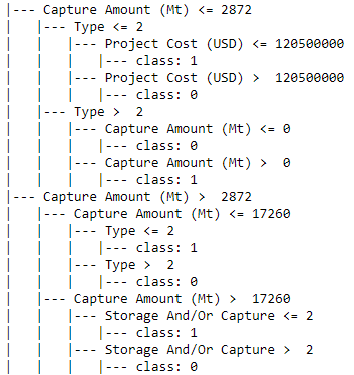 |--- Capture Amount (Mt) <= 2872
|   |--- Type <= 2
|   |   |--- Project Cost (USD) <= 120500000
|   |   |   |--- class: 1
|   |   |--- Project Cost (USD) >  120500000
|   |   |   |--- class: 0
|   |--- Type >  2
|   |   |--- Capture Amount (Mt) <= 0
|   |   |   |--- class: 0
|   |   |--- Capture Amount (Mt) >  0
|   |   |   |--- class: 1
|--- Capture Amount (Mt) >  2872
|   |--- Capture Amount (Mt) <= 17260
|   |   |--- Type <= 2
|   |   |   |--- class: 1
|   |   |--- Type >  2
|   |   |   |--- class: 0
|   |--- Capture Amount (Mt) >  17260
|   |   |--- Storage And/Or Capture <= 2
|   |   |   |--- class: 1
|   |   |--- Storage And/Or Capture >  2
|   |   |   |--- class: 0